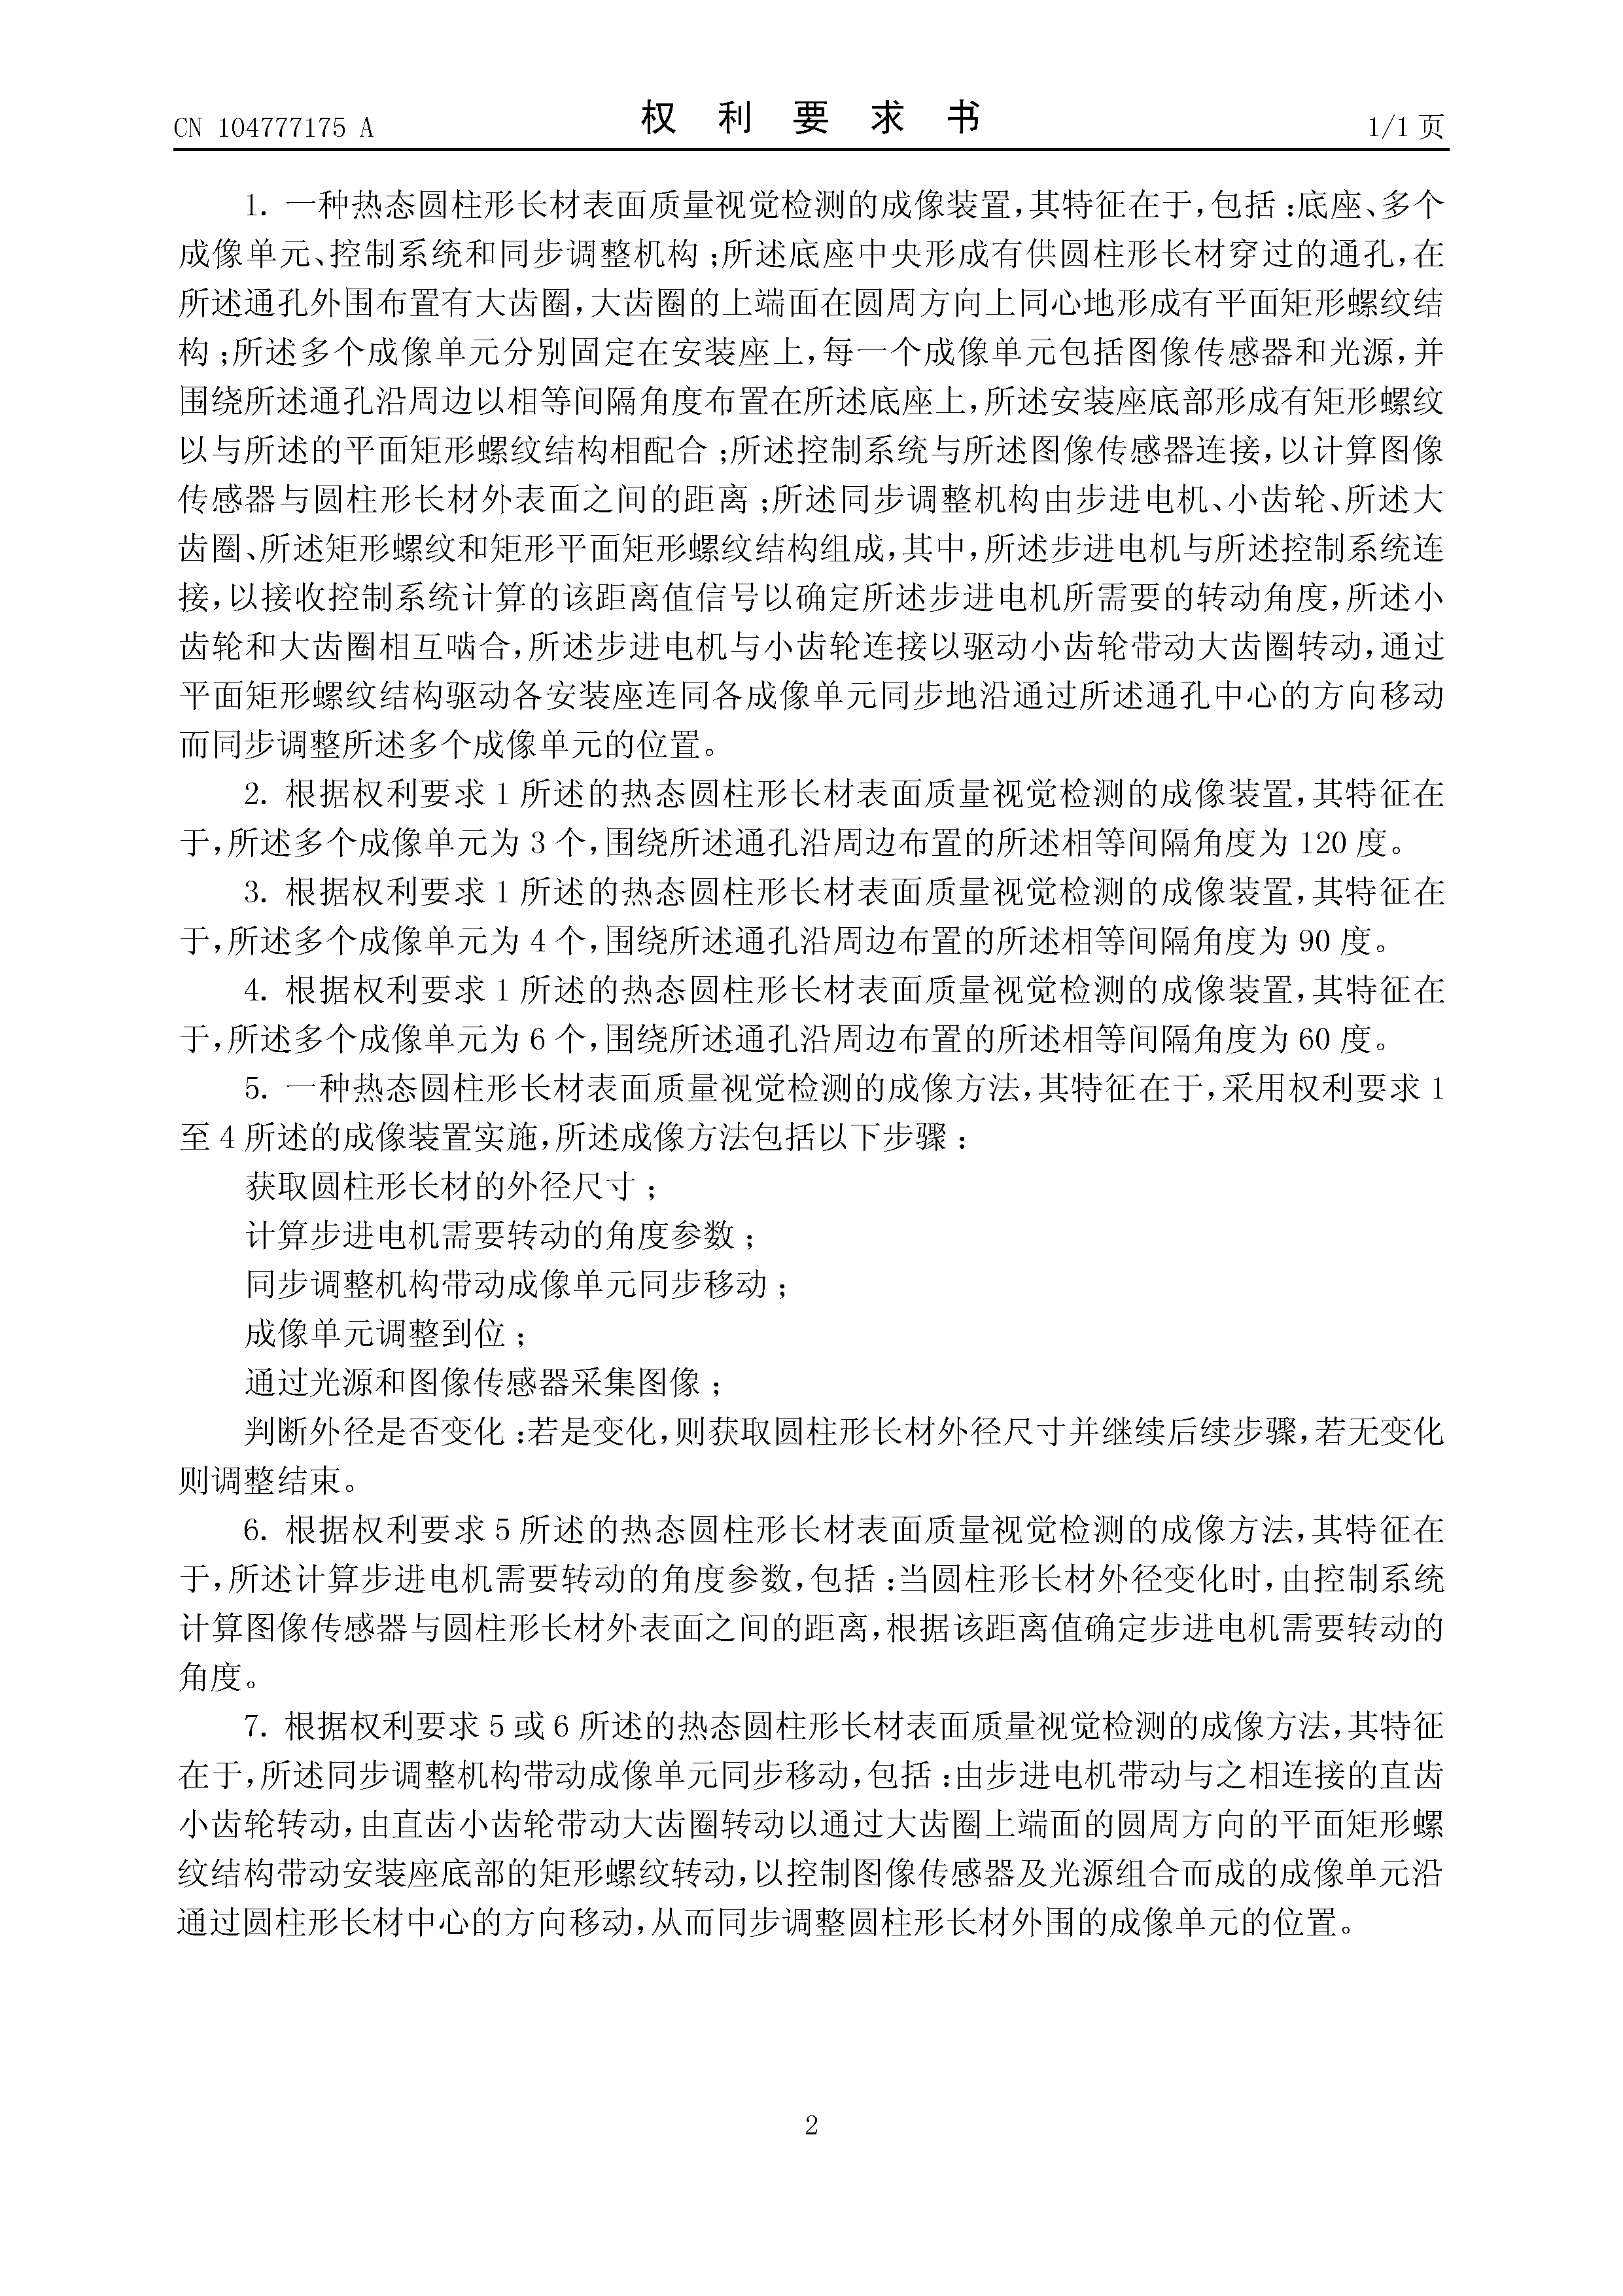 CN 104777175 A
权 利 要 求 书
1/1 页
1. 一种热态圆柱形长材表面质量视觉检测的成像装置,其特征在于,包括:底座、多个
成像单元、控制系统和同步调整机构;所述底座中央形成有供圆柱形长材穿过的通孔,在
所述通孔外围布置有大齿圈,大齿圈的上端面在圆周方向上同心地形成有平面矩形螺纹结
构;所述多个成像单元分别固定在安装座上,每一个成像单元包括图像传感器和光源,并
围绕所述通孔沿周边以相等间隔角度布置在所述底座上,所述安装座底部形成有矩形螺纹
以与所述的平面矩形螺纹结构相配合;所述控制系统与所述图像传感器连接,以计算图像
传感器与圆柱形长材外表面之间的距离;所述同步调整机构由步进电机、小齿轮、所述大
齿圈、所述矩形螺纹和矩形平面矩形螺纹结构组成,其中,所述步进电机与所述控制系统连
接,以接收控制系统计算的该距离值信号以确定所述步进电机所需要的转动角度,所述小
齿轮和大齿圈相互啮合,所述步进电机与小齿轮连接以驱动小齿轮带动大齿圈转动,通过
平面矩形螺纹结构驱动各安装座连同各成像单元同步地沿通过所述通孔中心的方向移动
而同步调整所述多个成像单元的位置。
2. 根据权利要求 1 所述的热态圆柱形长材表面质量视觉检测的成像装置,其特征在
于,所述多个成像单元为 3 个,围绕所述通孔沿周边布置的所述相等间隔角度为 120 度。
3. 根据权利要求 1 所述的热态圆柱形长材表面质量视觉检测的成像装置,其特征在
于,所述多个成像单元为 4 个,围绕所述通孔沿周边布置的所述相等间隔角度为 90 度。
4. 根据权利要求 1 所述的热态圆柱形长材表面质量视觉检测的成像装置,其特征在
于,所述多个成像单元为 6 个,围绕所述通孔沿周边布置的所述相等间隔角度为 60 度。
5. 一种热态圆柱形长材表面质量视觉检测的成像方法,其特征在于,采用权利要求 1
至 4 所述的成像装置实施,所述成像方法包括以下步骤:
获取圆柱形长材的外径尺寸;
计算步进电机需要转动的角度参数;
同步调整机构带动成像单元同步移动;
成像单元调整到位;
通过光源和图像传感器采集图像;
判断外径是否变化:若是变化,则获取圆柱形长材外径尺寸并继续后续步骤,若无变化
则调整结束。
6. 根据权利要求 5 所述的热态圆柱形长材表面质量视觉检测的成像方法,其特征在
于,所述计算步进电机需要转动的角度参数,包括:当圆柱形长材外径变化时,由控制系统
计算图像传感器与圆柱形长材外表面之间的距离,根据该距离值确定步进电机需要转动的
角度。
7. 根据权利要求 5 或 6 所述的热态圆柱形长材表面质量视觉检测的成像方法,其特征
在于,所述同步调整机构带动成像单元同步移动,包括:由步进电机带动与之相连接的直齿
小齿轮转动,由直齿小齿轮带动大齿圈转动以通过大齿圈上端面的圆周方向的平面矩形螺
纹结构带动安装座底部的矩形螺纹转动,以控制图像传感器及光源组合而成的成像单元沿
通过圆柱形长材中心的方向移动,从而同步调整圆柱形长材外围的成像单元的位置。
2